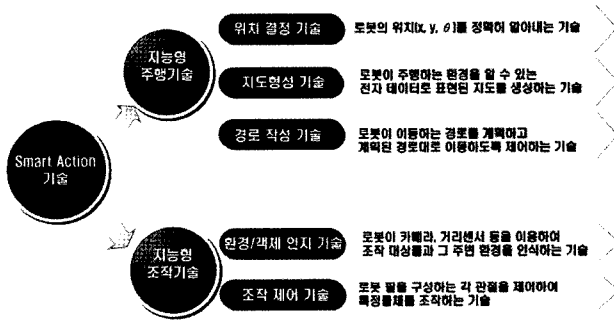 위치 결정 기술
로봇의 위치(x, y, θ)를 정확히 알아내는 기술
지능형
주행기술
지도형성 기술
로봇이 주행하는 환경을 알 수 있는
전자 데이터로 표현된 지도를 생성하는 기술
경로 작성 기술
로봇이 이동하는 경로를 계획하고
계획된 경로대로 이동하도록 제어하는 기술
Smart Action
기술
지능형
조작기술
환경/객체 인지 기술
로봇이 카메라, 거리센서 등을 이용하여
조작 대상물과 그 주변 환경을 인식하는 기술
조작 제어 기술
로봇 팔을 구성하는 각 관절을 제어하여
특정물체를 조작하는 기술